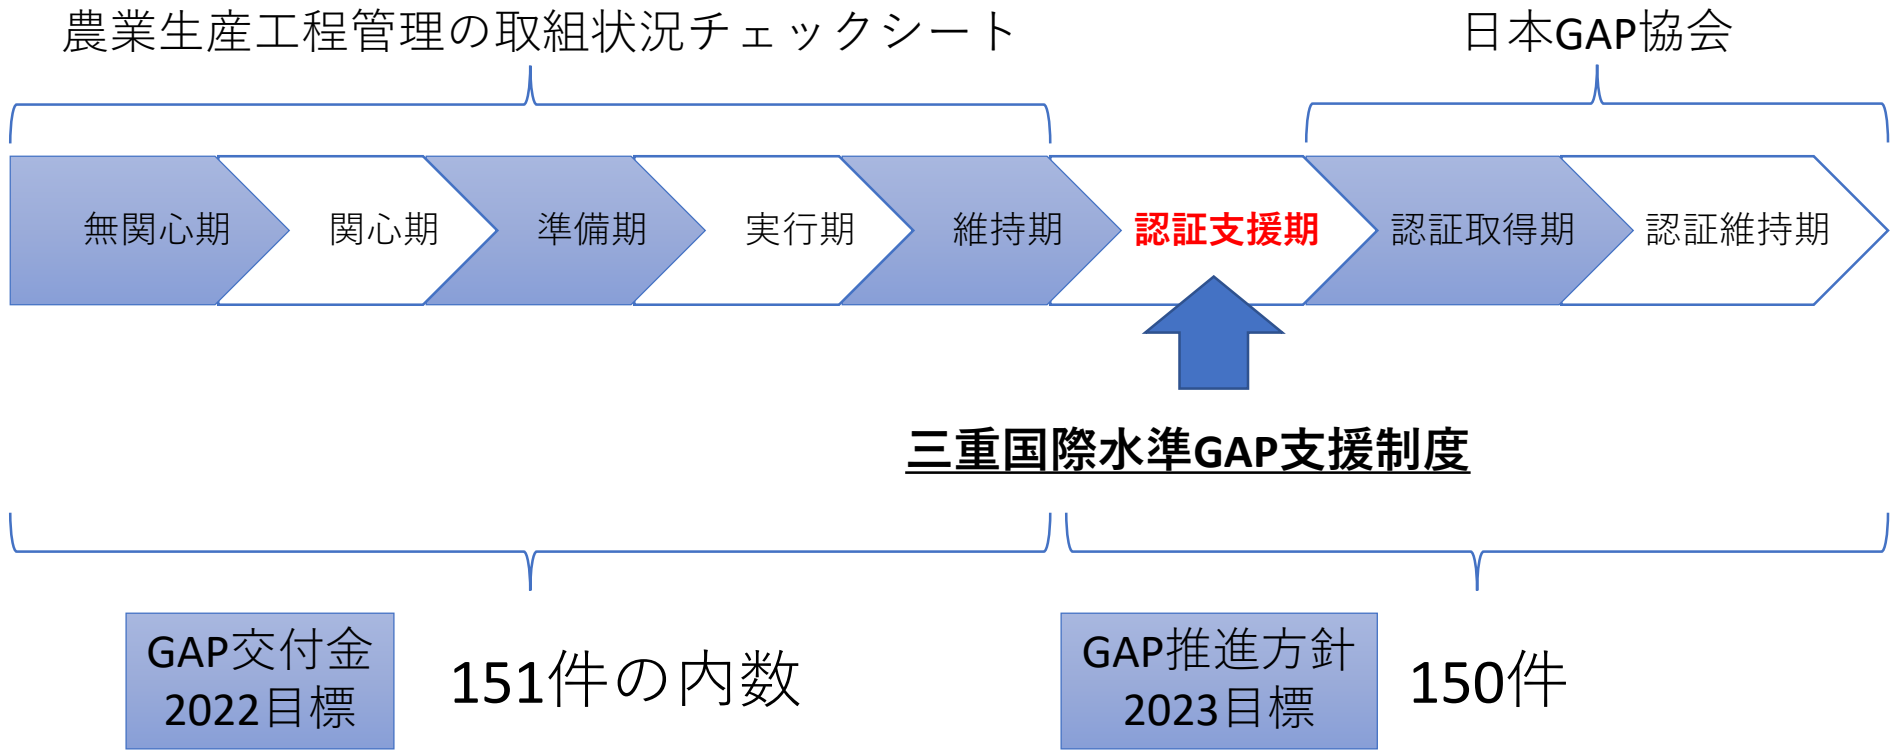 農業生産工程管理の取組状況チェックシート
日本GAP協会
無関心期
関心期
準備期
実行期
維持期
認証支援期
認証取得期
認証維持期
三重国際水準GAP支援制度
GAP交付金
2022目標
151件の内数
GAP推進方針
2023目標
150件